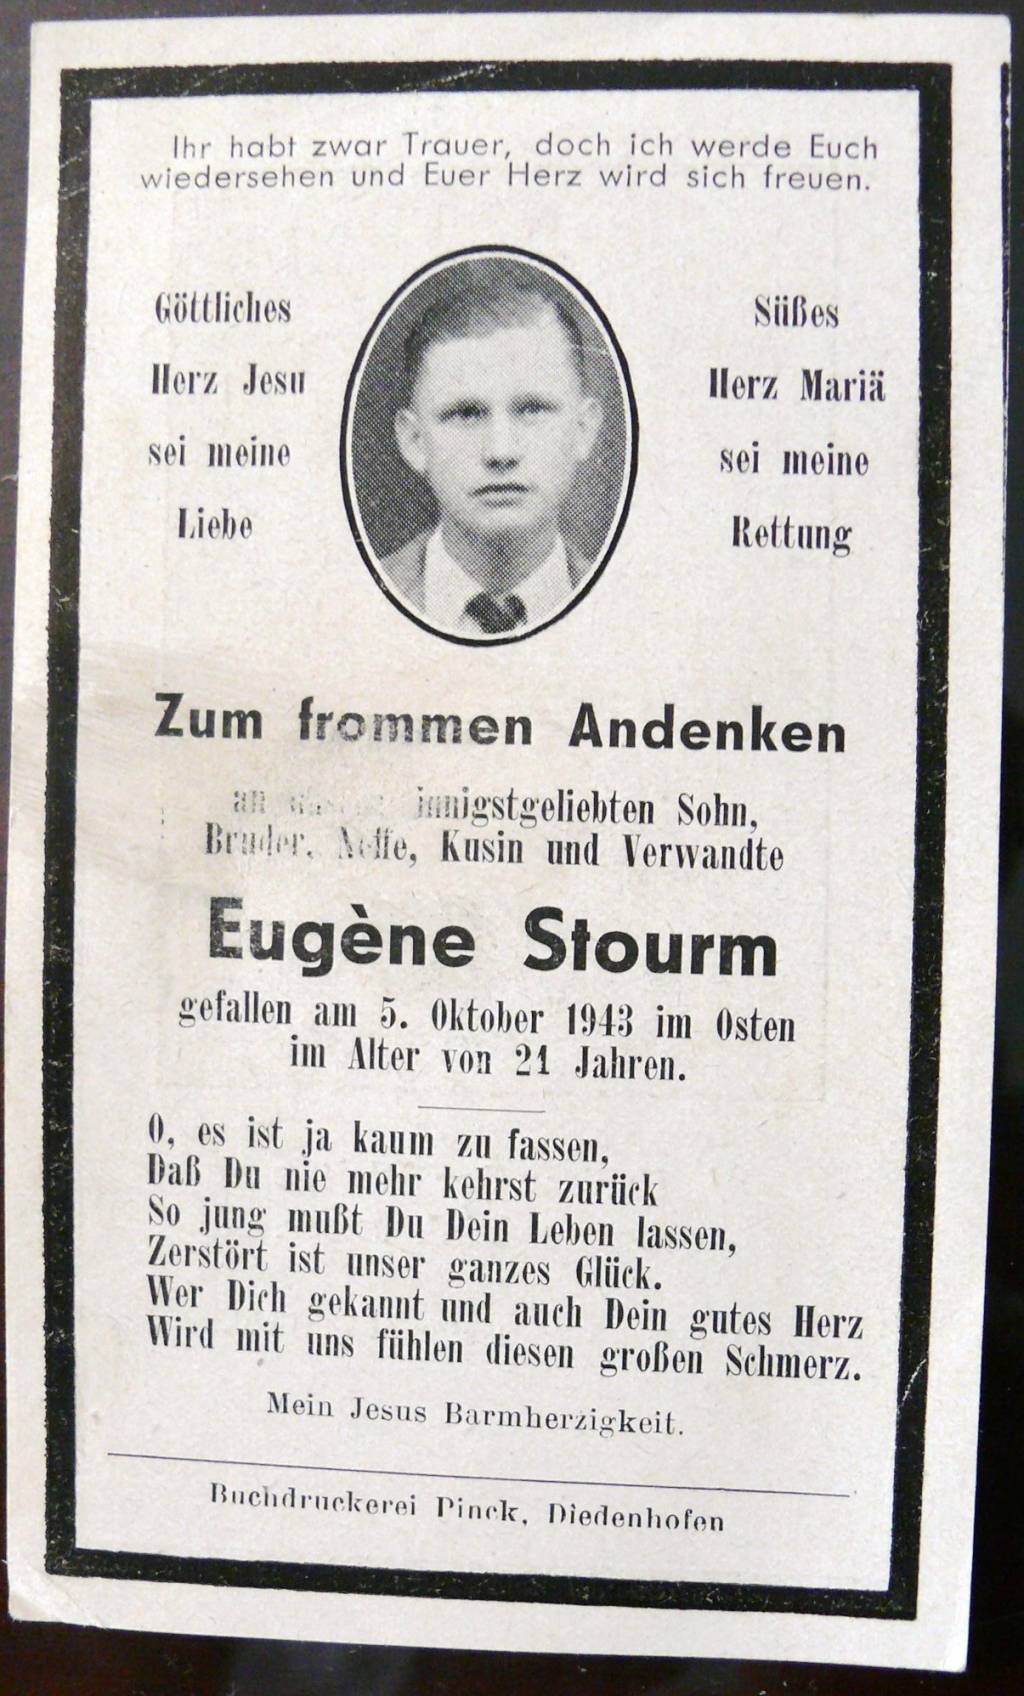 Ihr habt zwar Trauer, doch ich werde Euch
wiedersehen und Euer Herz wird sich freuen.
Göttliches
Herz Jesu
sei meine
Liebe
Süßes
Herz Mariä
sei meine
Rettung
Zum frommen Andenken
an innigstgeliebten Sohn,
Bruder, Neffe, Kusin und Verwandte
Eugène Stourm
gefallen am 5. Oktober 1943 im Osten
im Alter von 21 Jahren.
O, es ist ja kaum zu fassen,
Daß Du nie mehr kehrst zurück
So jung mußt Du Dein Leben lassen,
Zerstört ist unser ganzes Glück.
Wer Dich gekannt und auch Dein gutes Herz
Wird mit uns fühlen diesen großen Schmerz.
Mein Jesus Barmherzigkeit.
Buchdruckerei Pinck, Diedenhofen